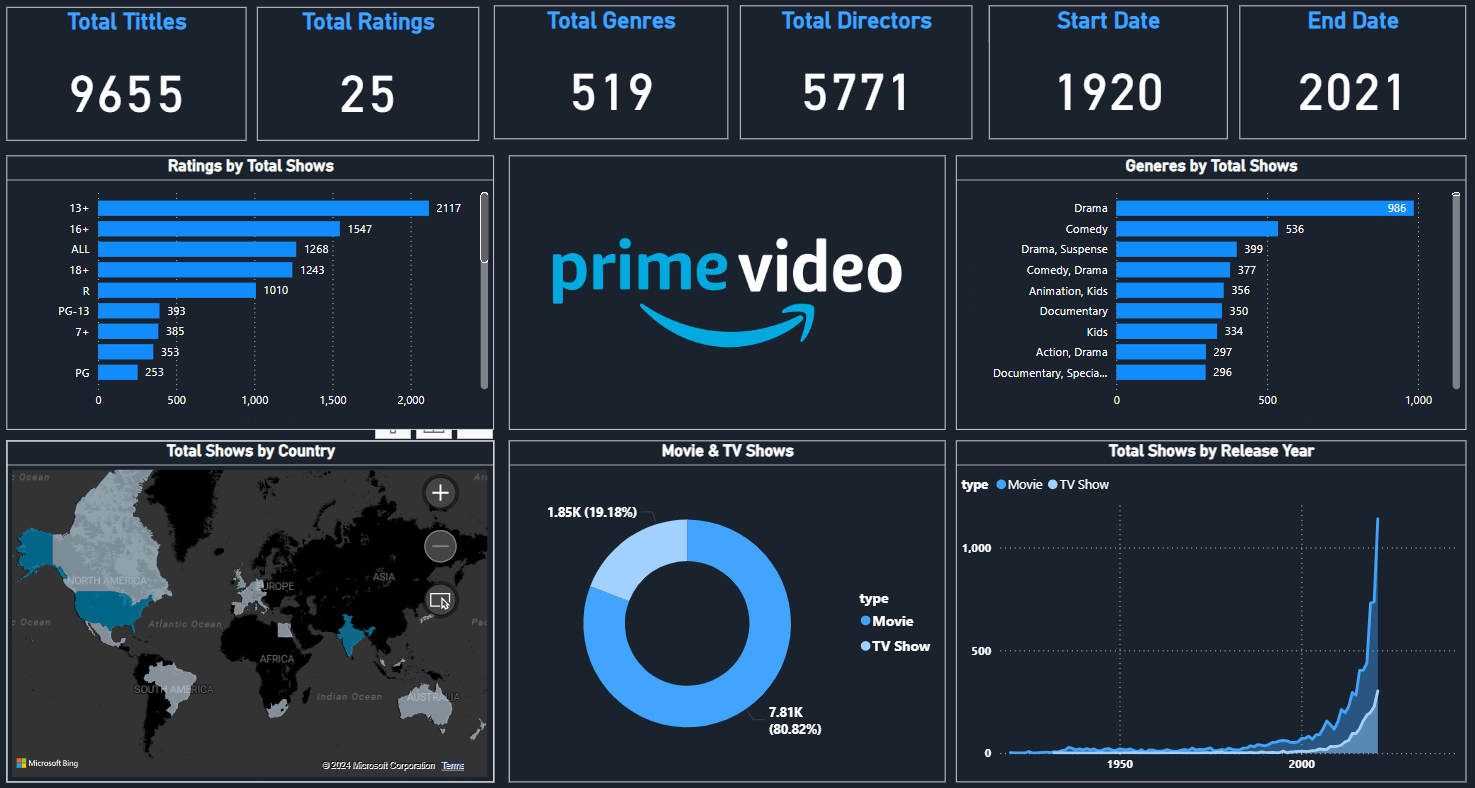 Total Tittles
9655
Total Ratings
25
Total Genres
519
Total Directors
5771
Start Date
1920
End Date
2021
Ratings by Total Shows
13+ 2117
16+ 1547
ALL 1268
18+ 1243
R 1010
PG-13 393
7+ 385
353
PG 253
0 500 1,000 1,500 2,000
prime video
Generes by Total Shows
Drama 986
Comedy 536
Drama, Suspense 399
Comedy, Drama 377
Animation, Kids 356
Documentary 350
Kids 334
Action, Drama 297
Documentary, Specia... 296
0 500 1,000
Total Shows by Country
Ocean
NORTH AMERICA
EUROPE
ASIA
Ocean
Atlantic Ocean
AFRICA
SOUTH AMERICA
Indian Ocean
AUSTRALIA
Microsoft Bing
© 2024 Microsoft Corporation Terms
Movie & TV Shows
1.85K (19.18%)
type
Movie
TV Show
7.81K
(80.82%)
Total Shows by Release Year
type Movie TV Show
1,000
500
0
1950 2000